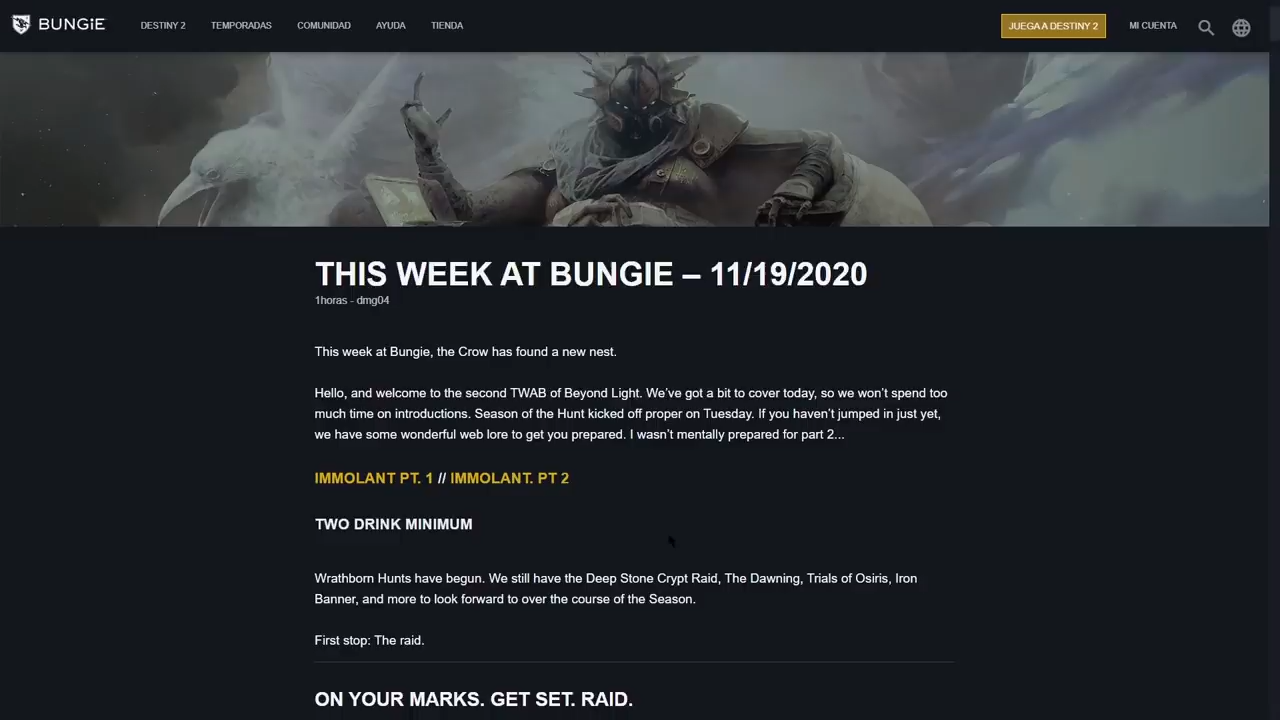 BUNGiE DESTINY 2 TEMPORADAS COMUNIDAD AYUDA TIENDA JUEGA A DESTINY 2 MI CUENTA
THIS WEEK AT BUNGIE – 11/19/2020
1horas - dmg04
This week at Bungie, the Crow has found a new nest.
Hello, and welcome to the second TWAB of Beyond Light. We’ve got a bit to cover today, so we won’t spend too
much time on introductions. Season of the Hunt kicked off proper on Tuesday. If you haven’t jumped in just yet,
we have some wonderful web lore to get you prepared. I wasn’t mentally prepared for part 2...
IMMOLANT PT. 1 // IMMOLANT. PT 2
TWO DRINK MINIMUM
Wrathborn Hunts have begun. We still have the Deep Stone Crypt Raid, The Dawning, Trials of Osiris, Iron
Banner, and more to look forward to over the course of the Season.
First stop: The raid.
ON YOUR MARKS. GET SET. RAID.